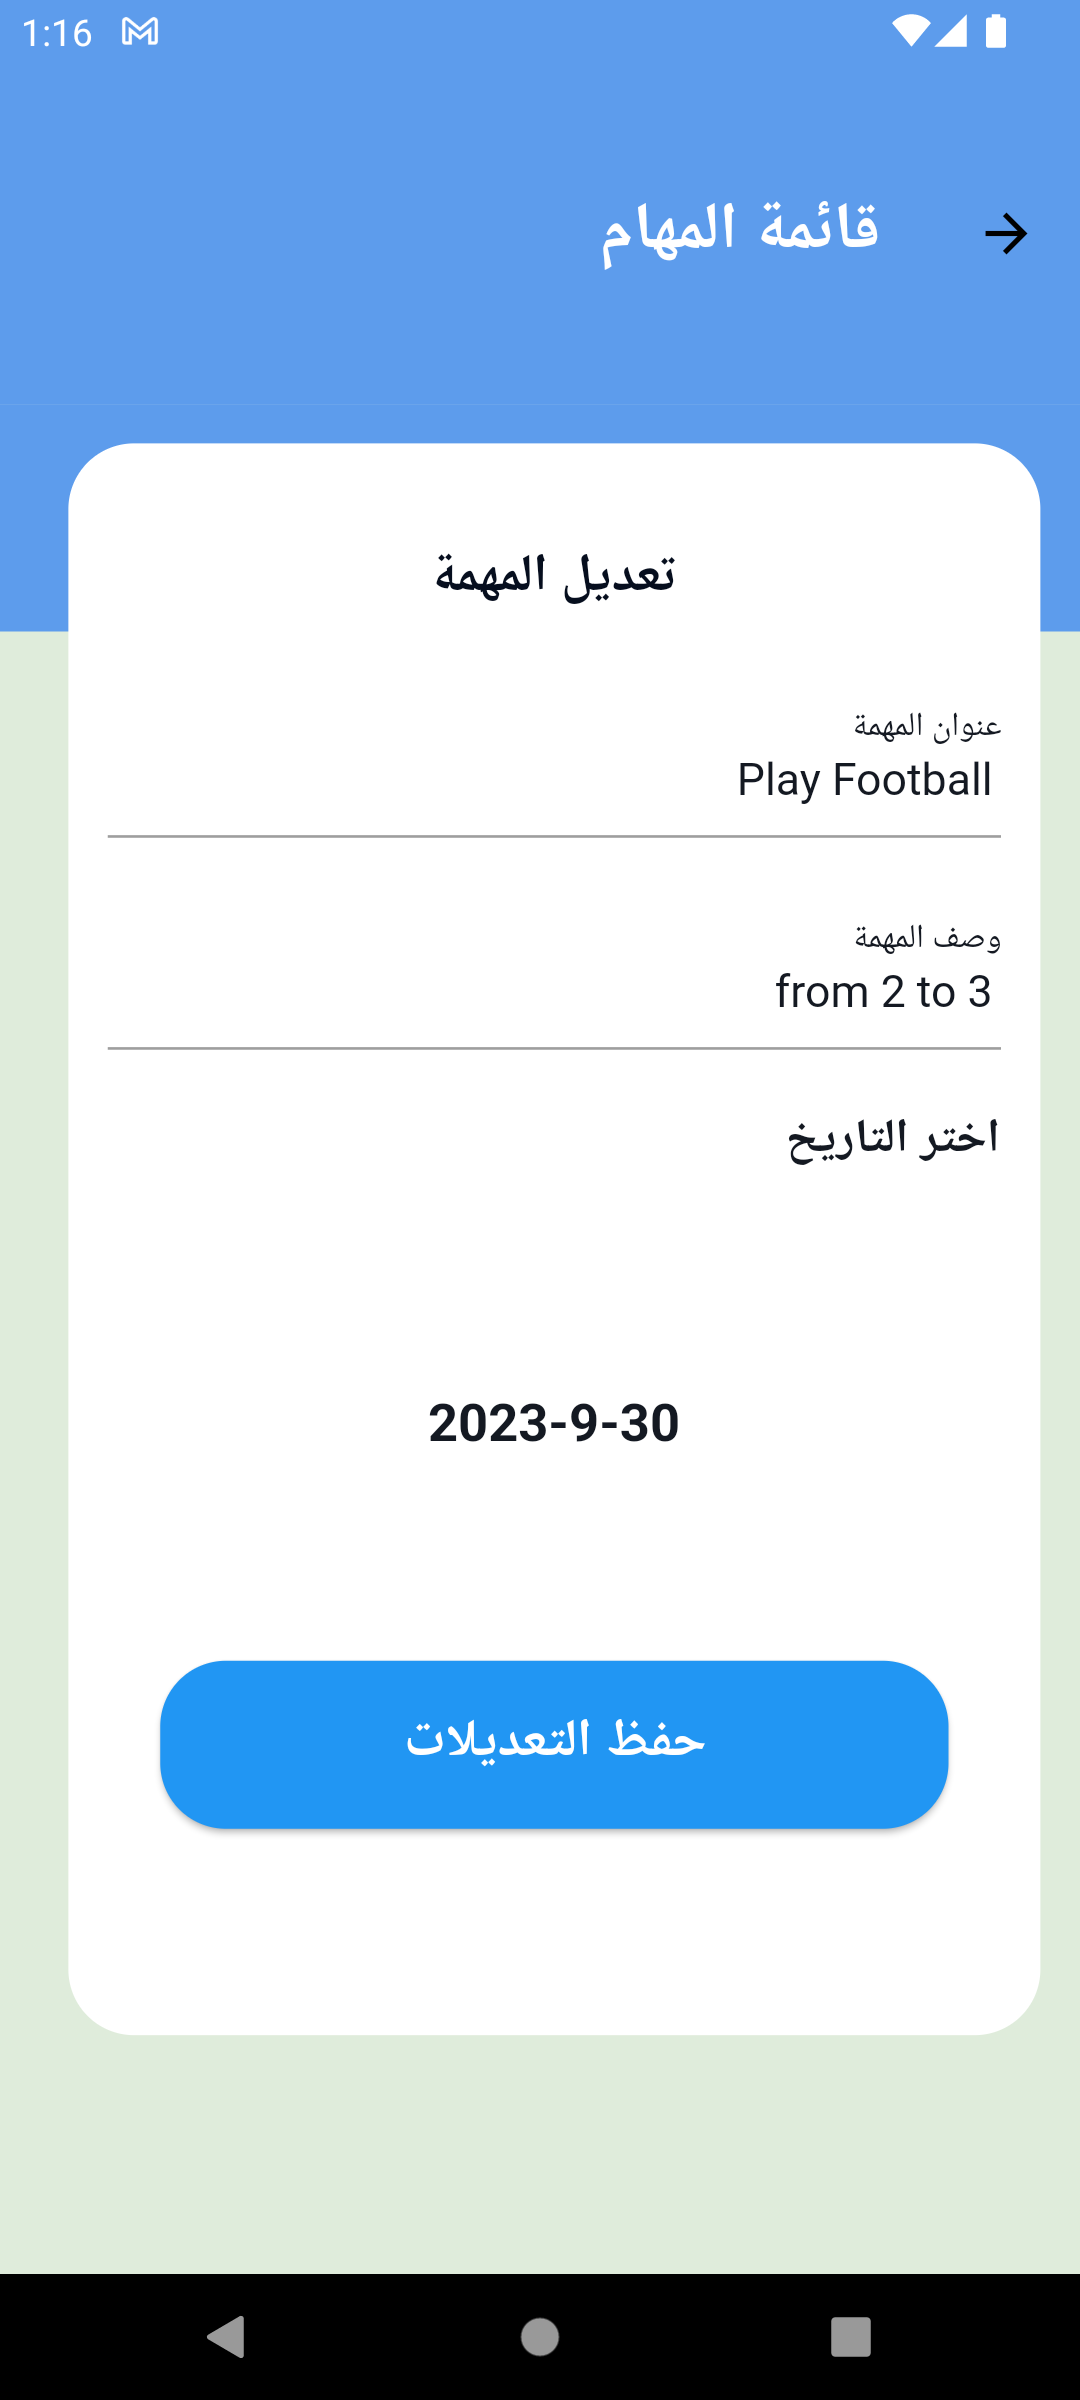 1:16
قائمة المهام
تعديل المهمة
عنوان المهمة
Play Football
وصف المهمة
from 2 to 3
اختر التاريخ
2023-9-30
حفظ التعديلات